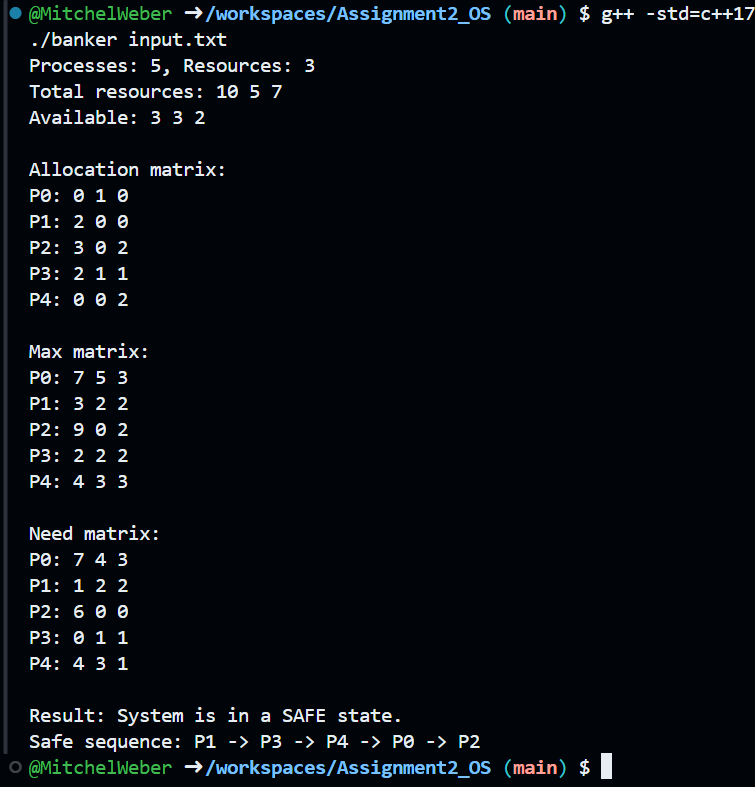 @MitchelWeber ➜/workspaces/Assignment2_OS (main) $ g++ -std=c++17
./banker input.txt
Processes: 5, Resources: 3
Total resources: 10 5 7
Available: 3 3 2
Allocation matrix:
P0: 0 1 0
P1: 2 0 0
P2: 3 0 2
P3: 2 1 1
P4: 0 0 2
Max matrix:
P0: 7 5 3
P1: 3 2 2
P2: 9 0 2
P3: 2 2 2
P4: 4 3 3
Need matrix:
P0: 7 4 3
P1: 1 2 2
P2: 6 0 0
P3: 0 1 1
P4: 4 3 1
Result: System is in a SAFE state.
Safe sequence: P1 -> P3 -> P4 -> P0 -> P2
@MitchelWeber ➜/workspaces/Assignment2_OS (main) $